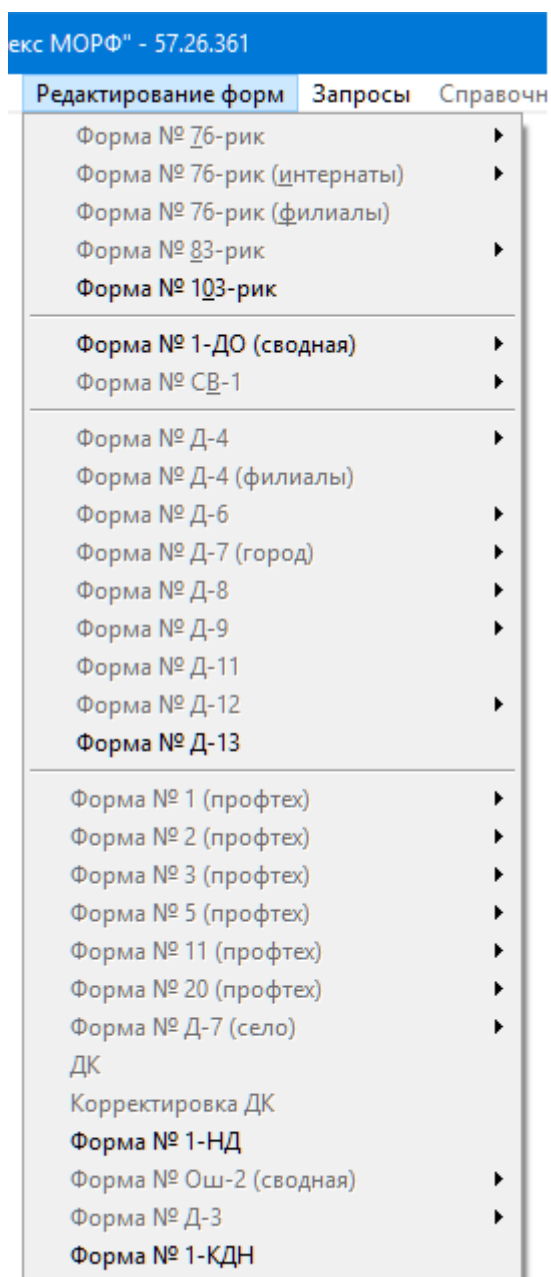 екс МОРФ" - 57.26.361
Редактирование форм Запросы Справочн
Форма № 76-рик
Форма № 76-рик (интернаты)
Форма № 76-рик (филиалы)
Форма № 83-рик
Форма № 103-рик
Форма № 1-ДО (сводная)
Форма № СВ-1
Форма № Д-4
Форма № Д-4 (филиалы)
Форма № Д-6
Форма № Д-7 (город)
Форма № Д-8
Форма № Д-9
Форма № Д-11
Форма № Д-12
Форма № Д-13
Форма № 1 (профтех)
Форма № 2 (профтех)
Форма № 3 (профтех)
Форма № 5 (профтех)
Форма № 11 (профтех)
Форма № 20 (профтех)
Форма № Д-7 (село)
ДК
Корректировка ДК
Форма № 1-НД
Форма № Ош-2 (сводная)
Форма № Д-3
Форма № 1-КДН